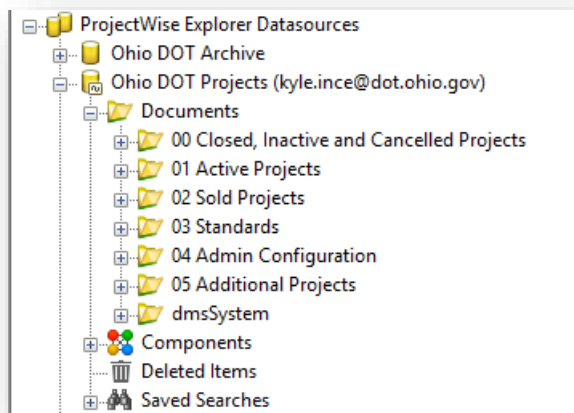 ProjectWise Explorer Datasources
Ohio DOT Archive
Ohio DOT Projects (kyle.ince@dot.ohio.gov)
Documents
00 Closed, Inactive and Cancelled Projects
01 Active Projects
02 Sold Projects
03 Standards
04 Admin Configuration
05 Additional Projects
dmsSystem
Components
Deleted Items
Saved Searches